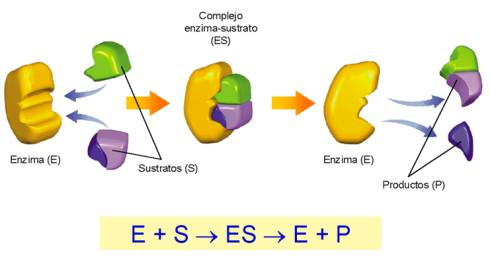 Complejo
enzima-sustrato
(ES)
Enzima (E)
Sustratos (S)
Enzima (E)
Productos (P)
E + S → ES → E + P